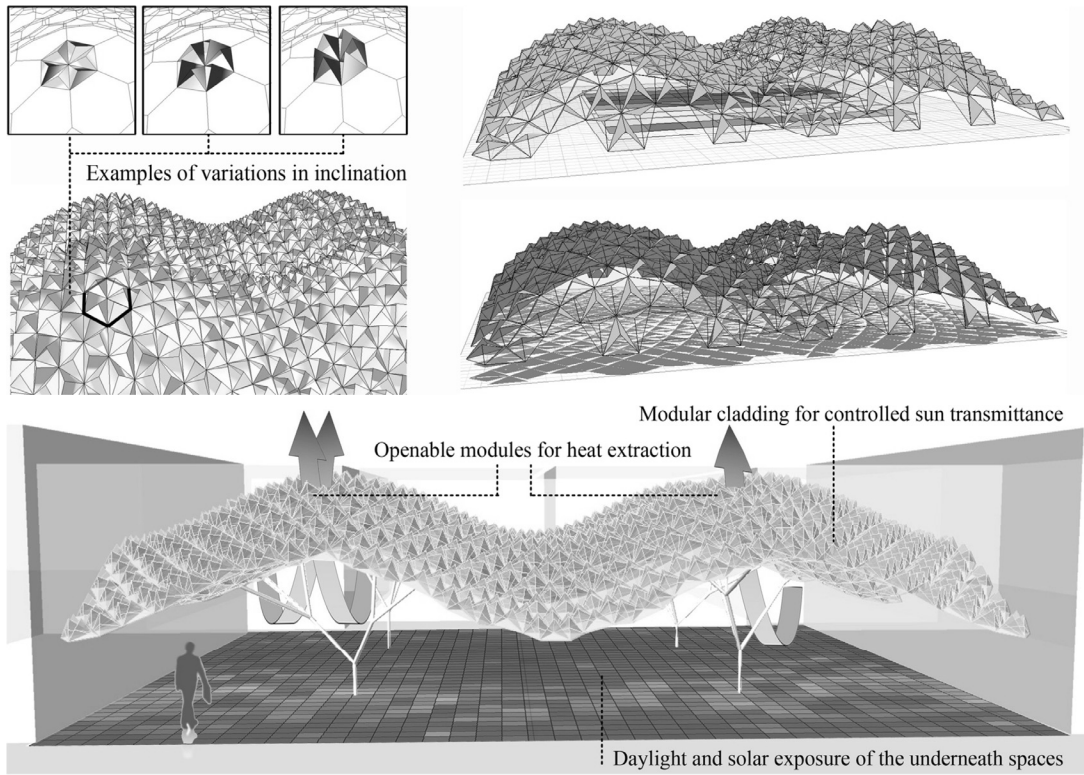 Examples of variations in inclination
Modular cladding for controlled sun transmittance
Openable modules for heat extraction
Daylight and solar exposure of the underneath spaces